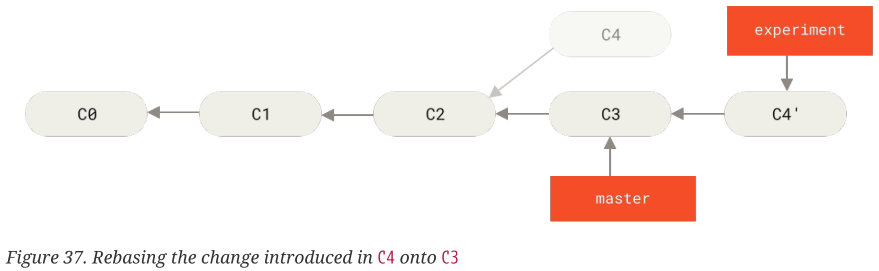 C4
experiment
C0
C1
C2
C3
C4'
master
Figure 37. Rebasing the change introduced in C4 onto C3